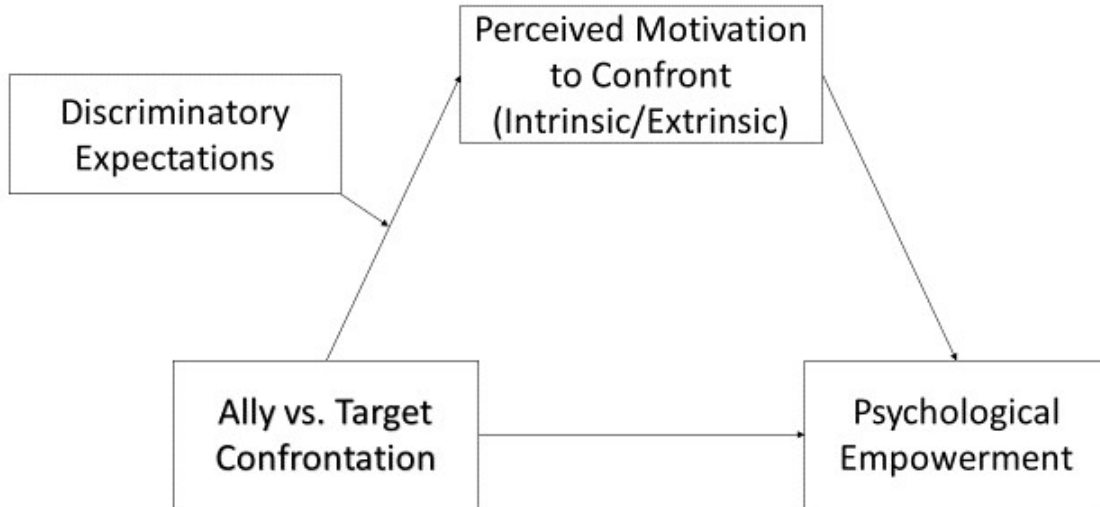 Perceived Motivation
to Confront
(Intrinsic/Extrinsic)
Discriminatory
Expectations
Ally vs. Target
Confrontation
Psychological
Empowerment